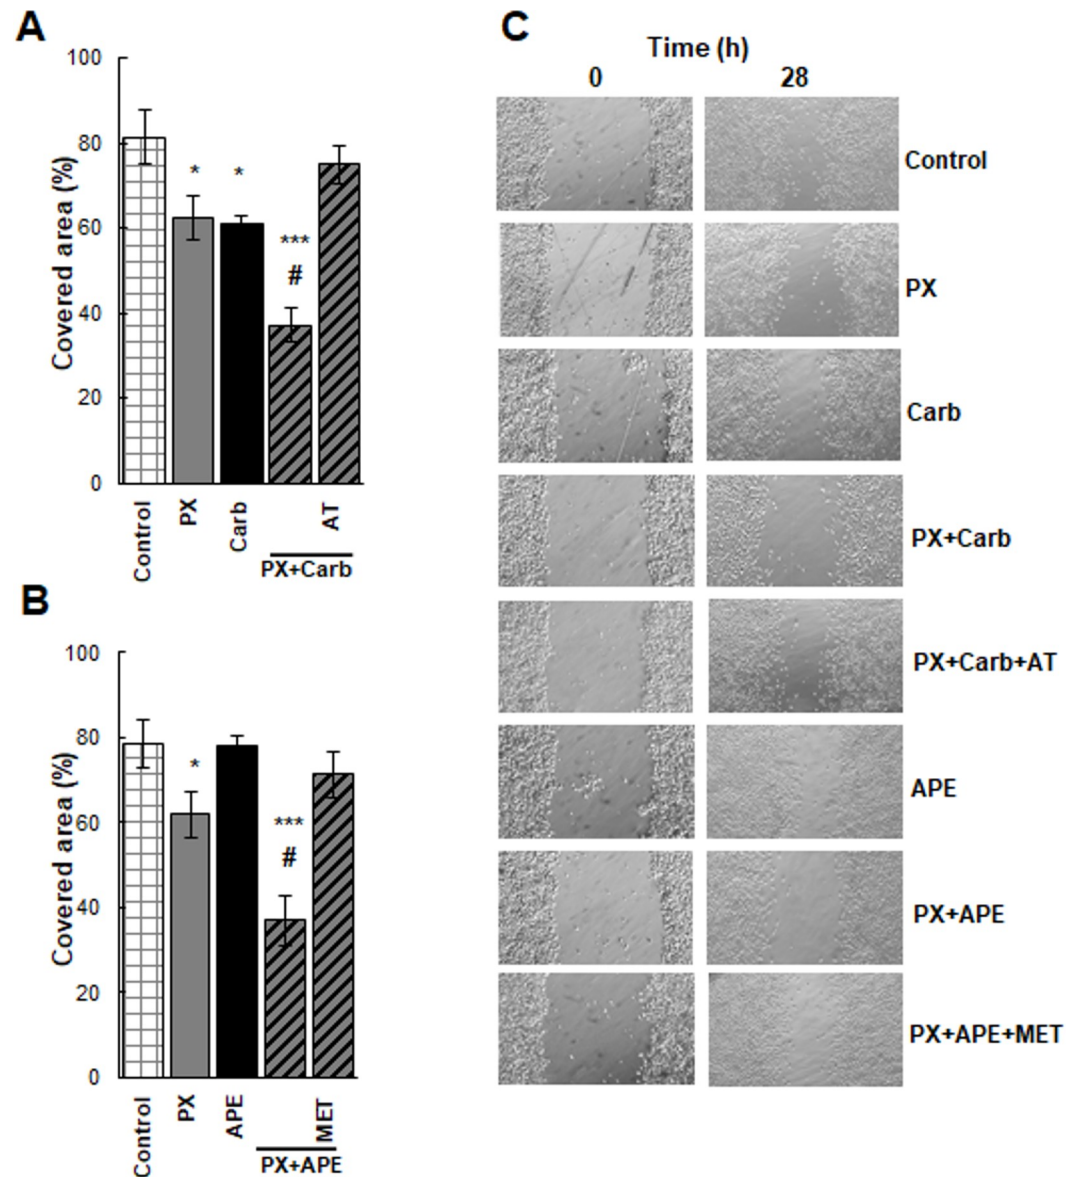 A
100
80
60
40
20
0
Covered area (%)
*
*
***
#
Control
PX
Carb
AT
PX+Carb
B
100
80
60
40
20
0
Covered area (%)
*
***
#
Control
PX
APE
MET
PX+APE
C
Time (h)
0 28
Control
PX
Carb
PX+Carb
PX+Carb+AT
APE
PX+APE
PX+APE+MET